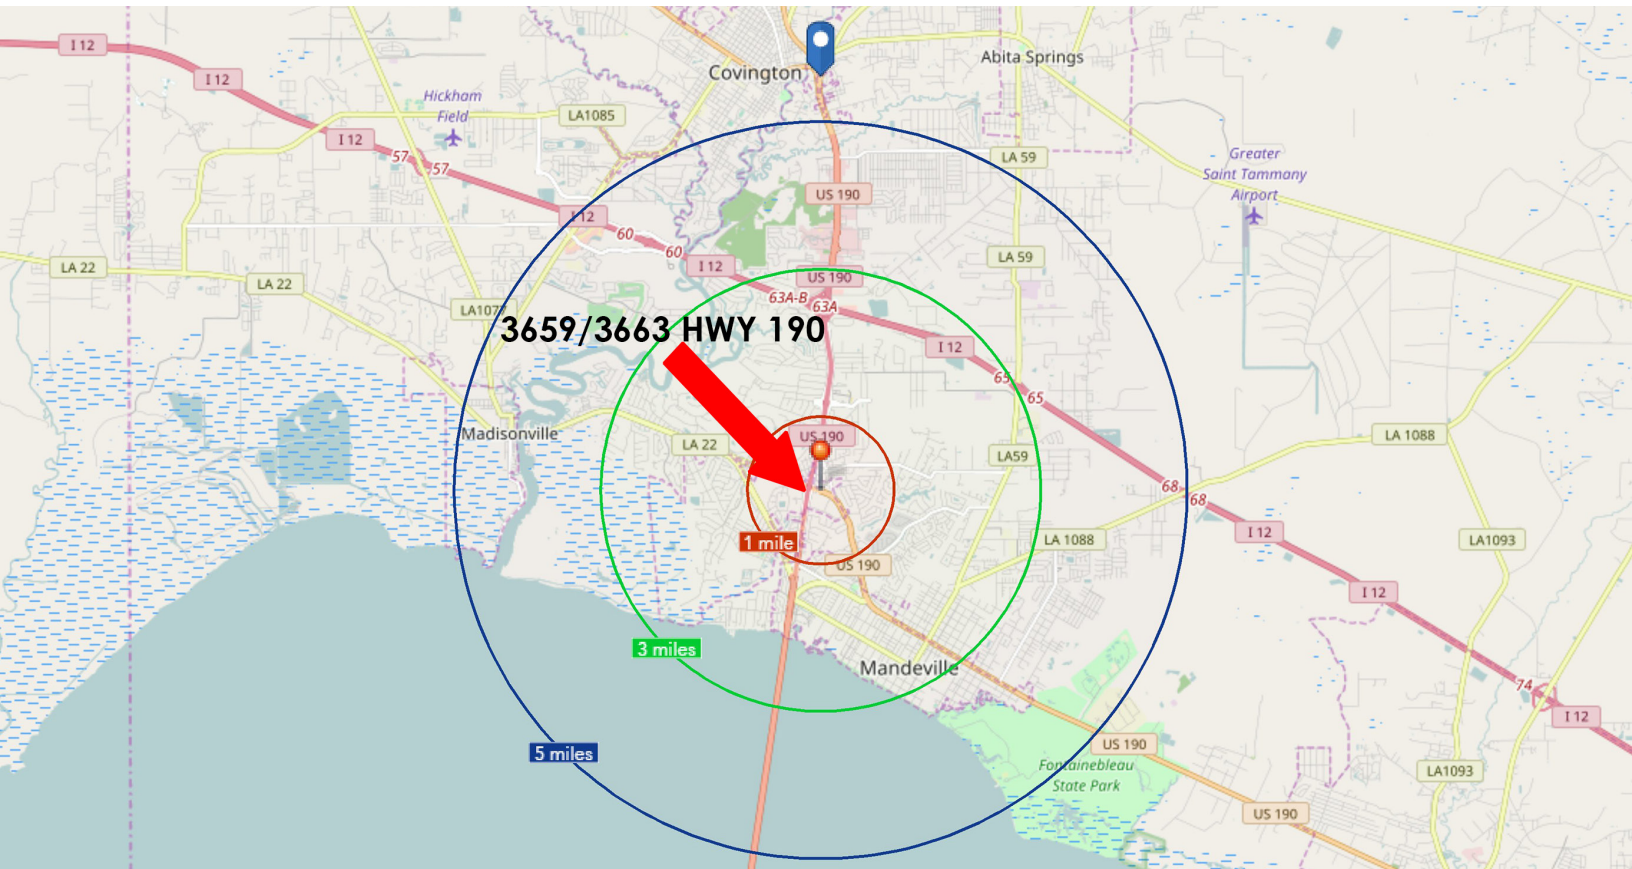 I 12
Covington
Abita Springs
I 12
Hickham
Field
LA1085
I 12
57
57
LA 59
Greater
Saint Tammany
Airport
US 190
I 12
60
60
LA 59
LA 22
I 12
US 190
LA 22
63A-B
63A
LA1077
3659/3663 HWY 190
I 12
65
65
Madisonville
US 190
LA 22
LA 1088
LA59
68
68
I 12
1 mile
LA 1088
LA1093
US 190
I 12
3 miles
Mandeville
74
I 12
5 miles
US 190
Fontainebleau
State Park
LA1093
US 190